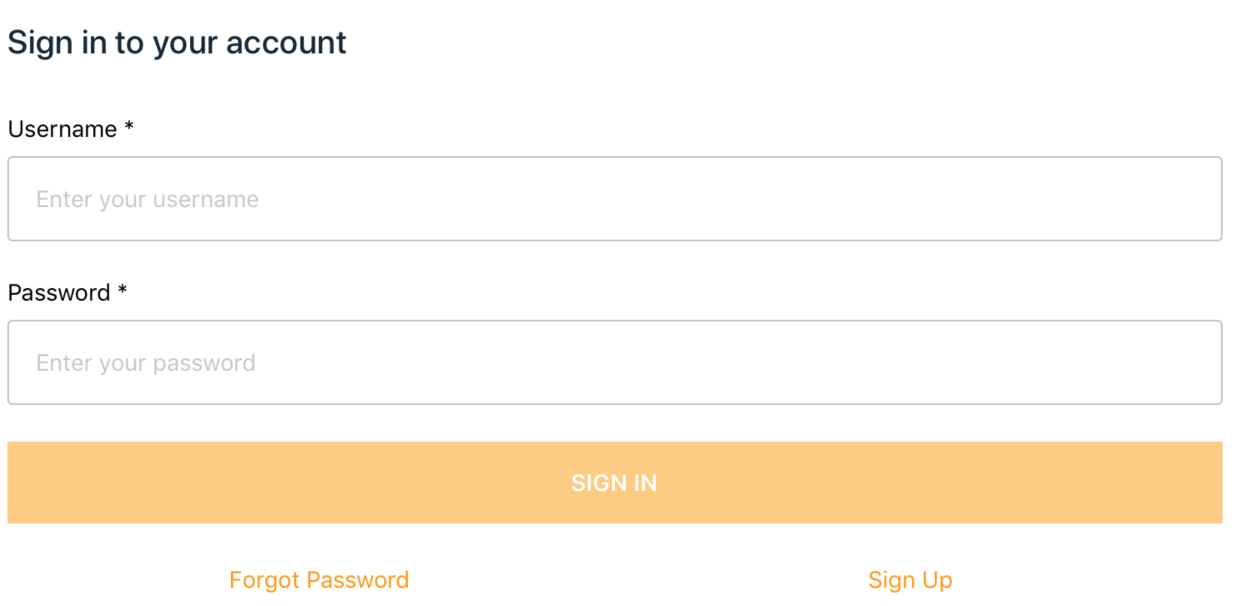 Sign in to your account
Username *
Enter your username
Password *
Enter your password
SIGN IN
Forgot Password Sign Up